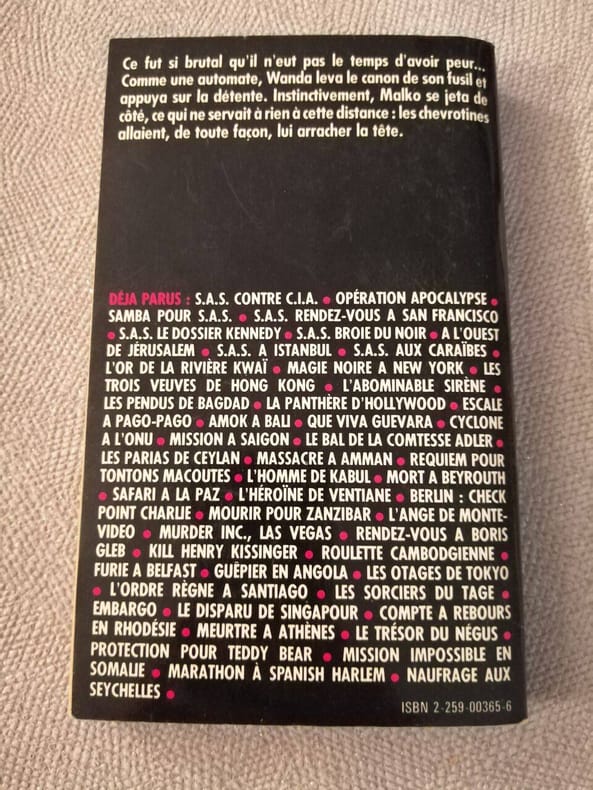 Ce fut si brutal qu'il n'eut pas le temps d'avoir peur...
Comme une automate, Wanda leva le canon de son fusil et
appuya sur la détente. Instinctivement, Malko se jeta de
côté, ce qui ne servait à rien à cette distance : les chevrotines
allaient, de toute façon, lui arracher la tête.
DÉJA PARUS : S.A.S. CONTRE C.I.A. ● OPÉRATION APOCALYPSE ●
SAMBA POUR S.A.S. ● S.A.S. RENDEZ-VOUS A SAN FRANCISCO
● S.A.S. LE DOSSIER KENNEDY ● S.A.S. BROIE DU NOIR ● A L'OUEST
DE JÉRUSALEM ● S.A.S. A ISTANBUL ● S.A.S. AUX CARAÏBES ●
L'OR DE LA RIVIÈRE KWAÏ ● MAGIE NOIRE A NEW YORK ● LES
TROIS VEUVES DE HONG KONG ● L'ABOMINABLE SIRÈNE ●
LES PENDUS DE BAGDAD ● LA PANTHÈRE D'HOLLYWOOD ● ESCALE
A PAGO-PAGO ● AMOK A BALI ● QUE VIVA GUEVARA ● CYCLONE
A L'ONU ● MISSION A SAIGON ● LE BAL DE LA COMTESSE ADLER ●
LES PARIAS DE CEYLAN ● MASSACRE A AMMAN ● REQUIEM POUR
TONTONS MACOUTES ● L'HOMME DE KABUL ● MORT A BEYROUTH
● SAFARI A LA PAZ ● L'HÉROÏNE DE VENTIANE ● BERLIN : CHECK
POINT CHARLIE ● MOURIR POUR ZANZIBAR ● L'ANGE DE MONTE-
VIDEO ● MURDER INC., LAS VEGAS ● RENDEZ-VOUS A BORIS
GLEB ● KILL HENRY KISSINGER ● ROULETTE CAMBODGIENNE ●
FURIE A BELFAST ● GUÊPIER EN ANGOLA ● LES OTAGES DE TOKYO
● L'ORDRE RÈGNE A SANTIAGO ● LES SORCIERS DU TAGE ●
EMBARGO ● LE DISPARU DE SINGAPOUR ● COMPTE A REBOURS
EN RHODÉSIE ● MEURTRE A ATHÈNES ● LE TRÉSOR DU NÉGUS ●
PROTECTION POUR TEDDY BEAR ● MISSION IMPOSSIBLE EN
SOMALIE ● MARATHON À SPANISH HARLEM ● NAUFRAGE AUX
SEYCHELLES ●
ISBN 2-259-00365-6